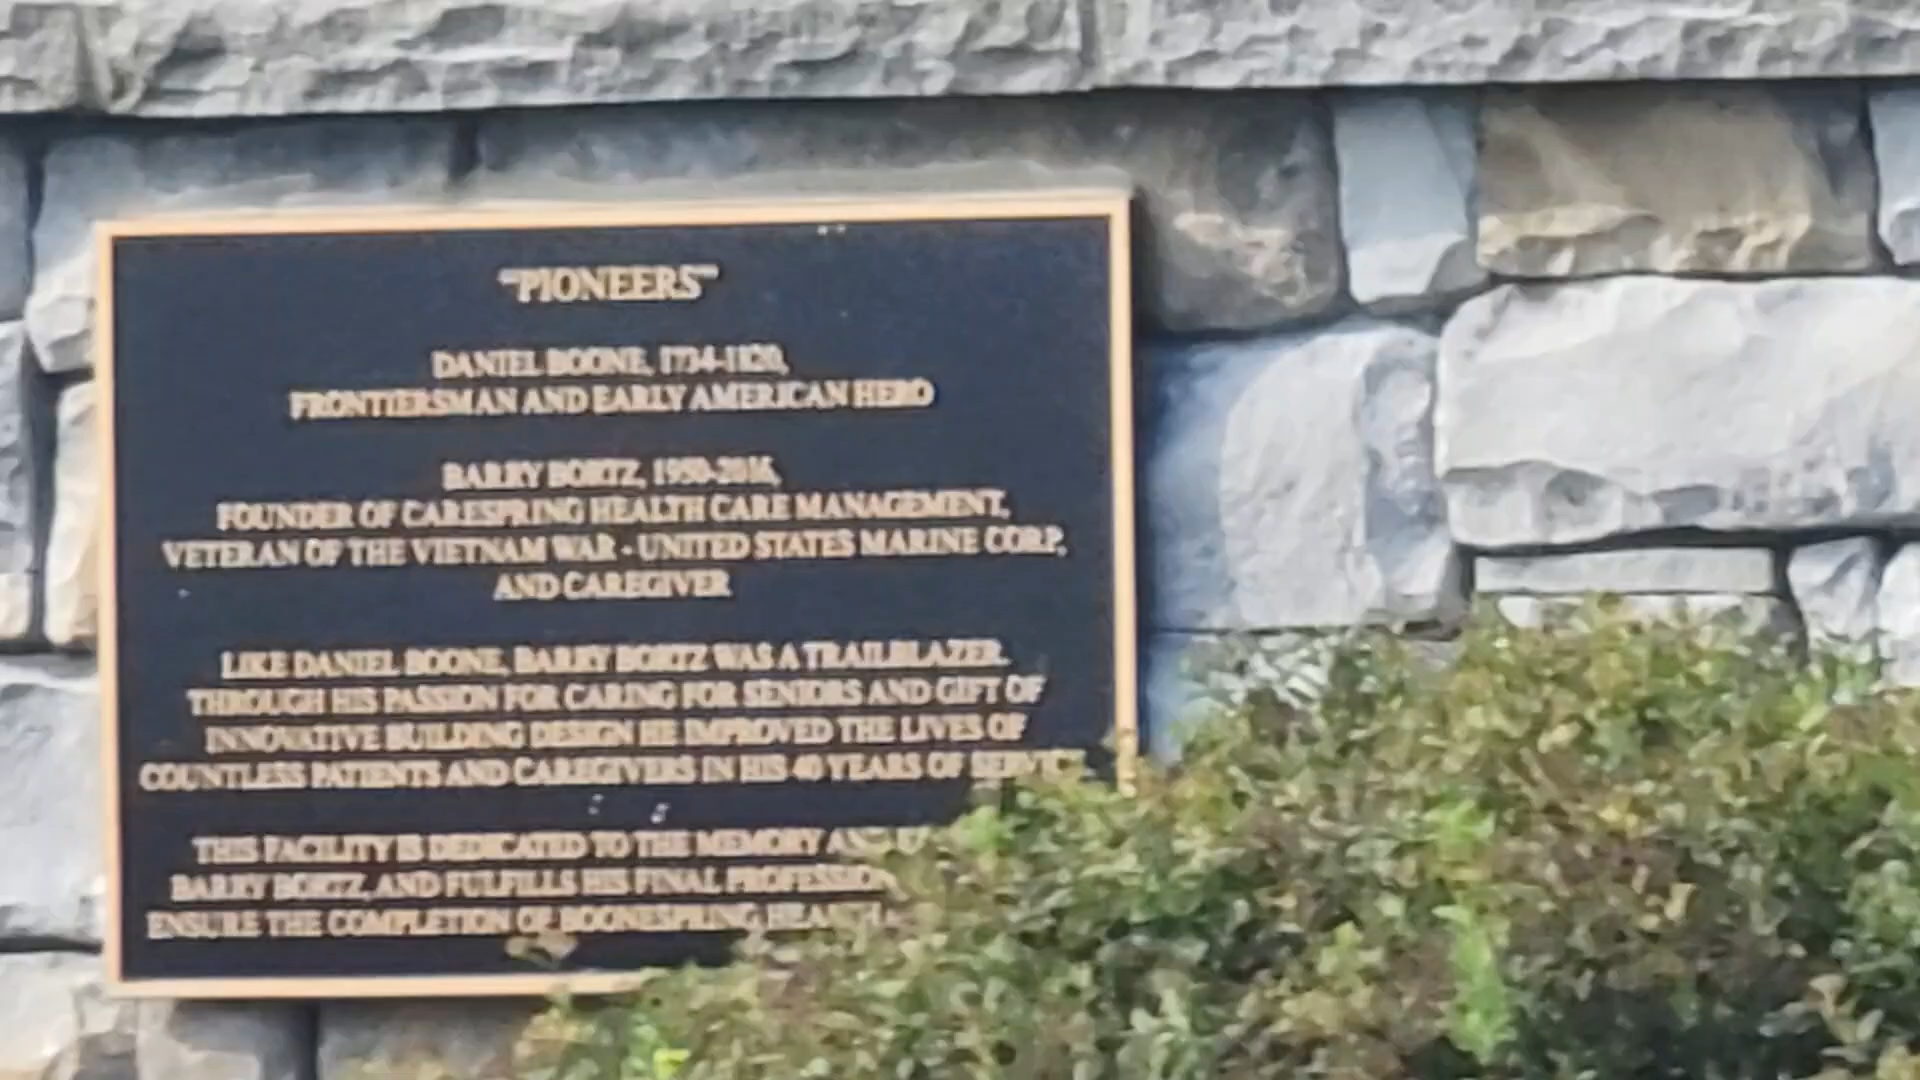 "PIONEERS"
DANIEL BOONE, 1734-1820,
FRONTIERSMAN AND EARLY AMERICAN HERO
BARRY BORTZ, 1950-2016,
FOUNDER OF CARESPRING HEALTH CARE MANAGEMENT,
VETERAN OF THE VIETNAM WAR - UNITED STATES MARINE CORP,
AND CAREGIVER
LIKE DANIEL BOONE, BARRY BORTZ WAS A TRAILBLAZER.
THROUGH HIS PASSION FOR CARING FOR SENIORS AND GIFT OF
INNOVATIVE BUILDING DESIGN HE IMPROVED THE LIVES OF
COUNTLESS PATIENTS AND CAREGIVERS IN HIS 40 YEARS OF SERVICE
THIS FACILITY IS DEDICATED TO THE MEMORY
BARRY BORTZ, AND FULFILLS HIS FINAL
ENSURE THE COMPLETION OF BOONESPRING